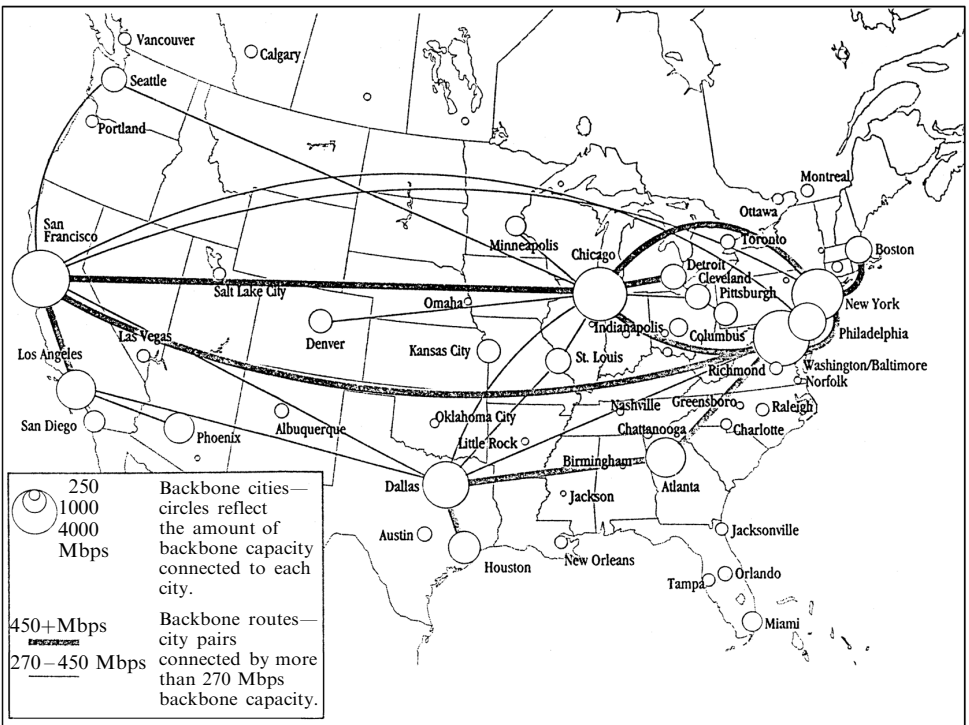 Vancouver
Calgary
Seattle
Portland
Montreal
Ottawa
San
Francisco
Minneapolis
Chicago
Toronto
Boston
Detroit
Cleveland
Pittsburgh
Salt Lake City
Omaha
New York
Denver
Indianapolis
Columbus
Philadelphia
Las Vegas
Kansas City
St. Louis
Los Angeles
Richmond
Washington/Baltimore
Norfolk
San Diego
Phoenix
Albuquerque
Oklahoma City
Nashville
Greensboro
Raleigh
Little Rock
Chattanooga
Charlotte
Dallas
Birmingham
Atlanta
Jackson
Austin
Houston
New Orleans
Jacksonville
Tampa
Orlando
Miami
250
1000
4000
Mbps
Backbone cities—
circles reflect
the amount of
backbone capacity
connected to each
city.
450+Mbps
270–450 Mbps
Backbone routes—
city pairs
connected by more
than 270 Mbps
backbone capacity.